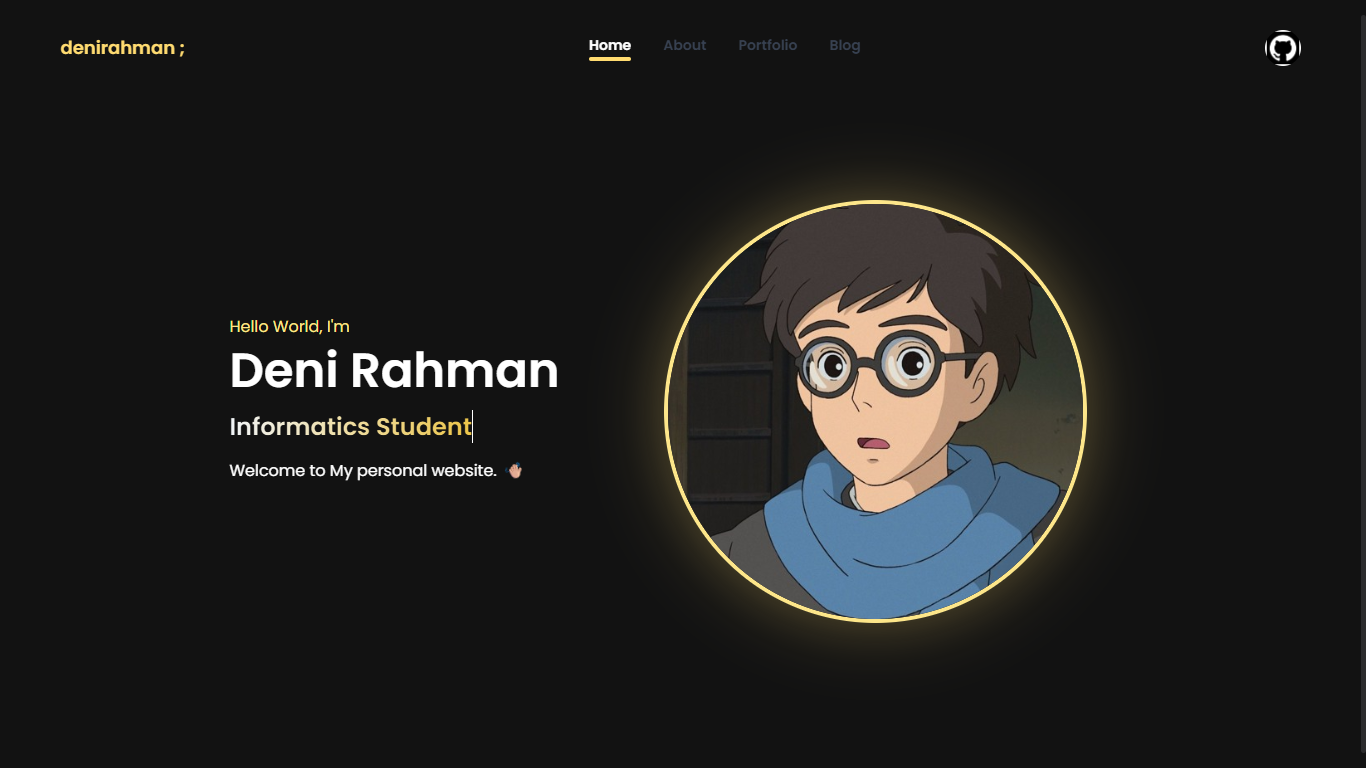 denirahman ;
Home About Portfolio Blog
Hello World, I'm
Deni Rahman
Informatics Student
Welcome to My personal website. 👋🏼